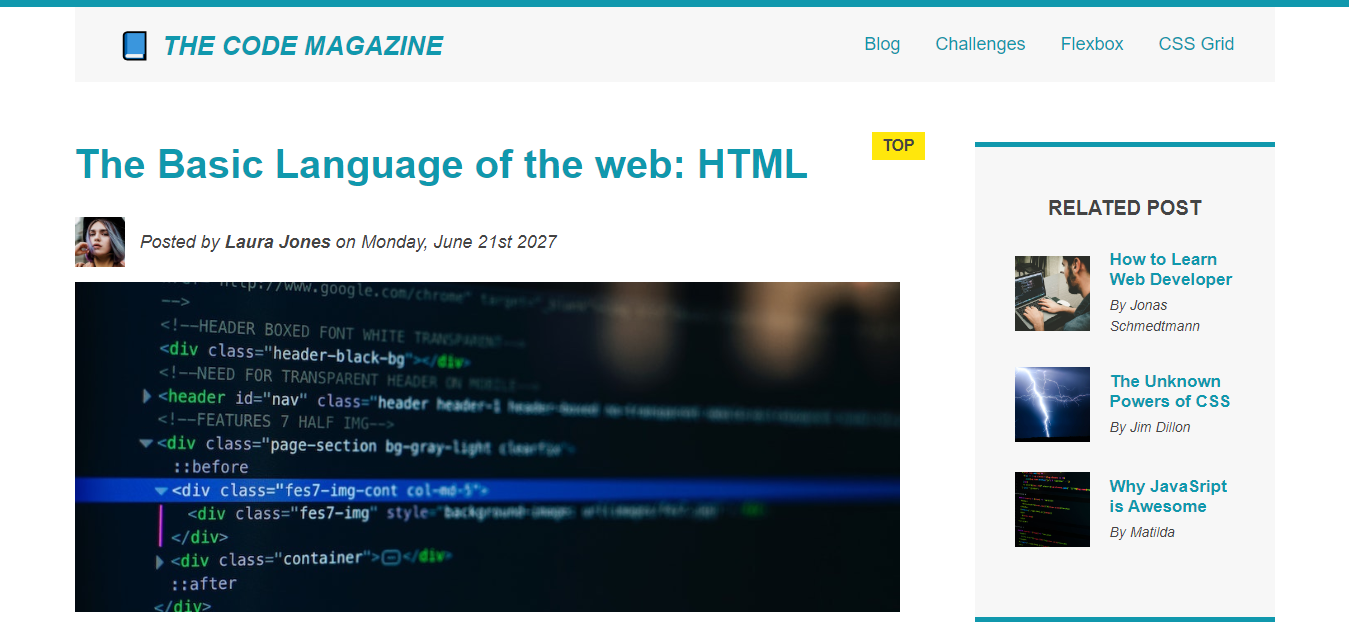 THE CODE MAGAZINE
Blog Challenges Flexbox CSS Grid
The Basic Language of the web: HTML
TOP
Posted by Laura Jones on Monday, June 21st 2027
http://www.google.com/chrome"
-->
<!--HEADER BOXED FONT WHITE TRANSPARENT-->
<div class="header-black-bg"></div>
<!--NEED FOR TRANSPARENT HEADER ON MOBILE-->
<header id="nav" class="header header-1
<!--FEATURES 7 HALF IMG-->
<div class="page-section bg-gray-light clearfix">
::before
<div class="fes7-img-cont col-md-5">
<div class="fes7-img" style="background-image:
</div>
<div class="container"></div>
::after
</div>
RELATED POST
How to Learn
Web Developer
By Jonas
Schmedtmann
The Unknown
Powers of CSS
By Jim Dillon
Why JavaSript
is Awesome
By Matilda